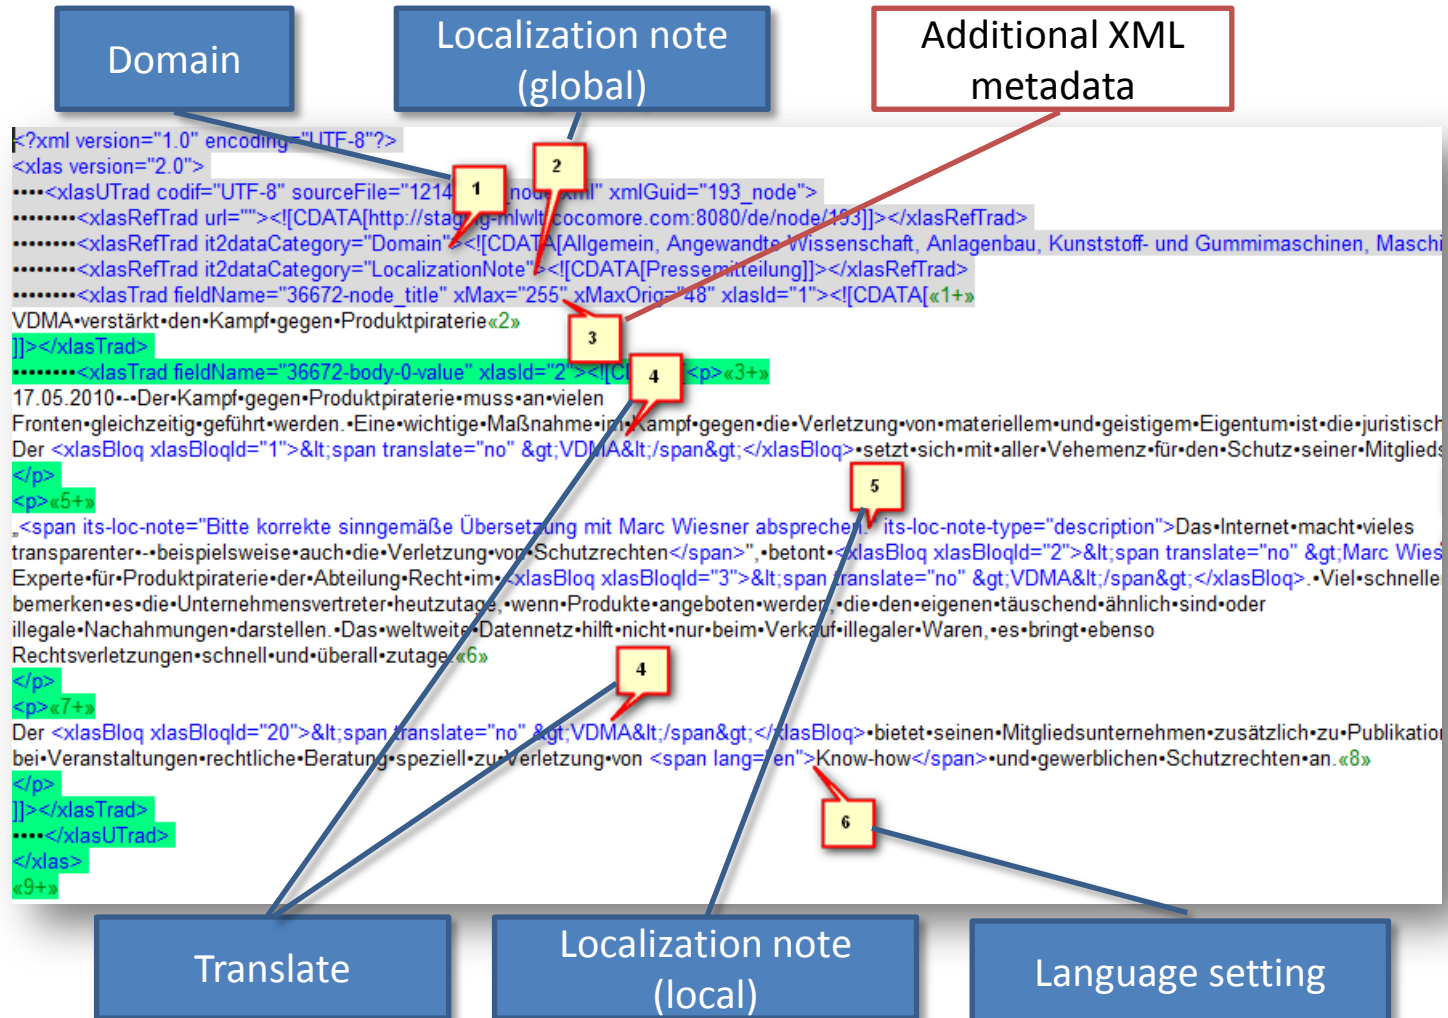 Domain
Localization note
(global)
Additional XML
metadata
<?xml version="1.0" encoding="UTF-8"?>
<xlas version="2.0">
••••<xlasUTrad codif="UTF-8" sourceFile="1214 node.xml" xmlGuid="193_node">
1
2
••••••••<xlasRefTrad url=""><![CDATA[http://staging-mlwlt.cocomore.com:8080/de/node/193]]></xlasRefTrad>
••••••••<xlasRefTrad it2dataCategory="Domain"><![CDATA[Allgemein, Angewandte Wissenschaft, Anlagenbau, Kunststoff- und Gummimaschinen, Maschi
••••••••<xlasRefTrad it2dataCategory="LocalizationNote"><![CDATA[Pressemitteilung]]></xlasRefTrad>
••••••••<xlasTrad fieldName="36672-node_title" xMax="255" xMaxOrig="48" xlasId="1"><![CDATA[«1+»
VDMA•verstärkt•den•Kampf•gegen•Produktpiraterie«2»
3
]]></xlasTrad>
••••••••<xlasTrad fieldName="36672-body-0-value" xlasId="2"><![C <p>«3+»
4
17.05.2010•-•Der•Kampf•gegen•Produktpiraterie•muss•an•vielen
Fronten•gleichzeitig•geführt•werden.•Eine•wichtige•Maßnahme•im•Kampf•gegen•die•Verletzung•von•materiellem•und•geistigem•Eigentum•ist•die•juristisch
Der <xlasBloq xlasBloqId="1">&lt;span translate="no" &gt;VDMA&lt;/span&gt;</xlasBloq>•setzt•sich•mit•aller•Vehemenz•für•den•Schutz•seiner•Mitglieds
</p>
<p>«5+»
5
„<span its-loc-note="Bitte korrekte sinngemäße Übersetzung mit Marc Wiesner absprechen." its-loc-note-type="description">Das•Internet•macht•vieles
transparenter•-•beispielsweise•auch•die•Verletzung•von•Schutzrechten</span>",•betont•<xlasBloq xlasBloqId="2">&lt;span translate="no" &gt;Marc Wies
Experte•für•Produktpiraterie•der•Abteilung•Recht•im•<xlasBloq xlasBloqId="3">&lt;span translate="no" &gt;VDMA&lt;/span&gt;</xlasBloq>.•Viel•schneller
bemerken•es•die•Unternehmensvertreter•heutzutage,•wenn•Produkte•angeboten•werden,•die•den•eigenen•täuschend•ähnlich•sind•oder
illegale•Nachahmungen•darstellen.•Das•weltweite•Datennetz•hilft•nicht•nur•beim•Verkauf•illegaler•Waren,•es•bringt•ebenso
Rechtsverletzungen•schnell•und•überall•zutage.«6»
4
</p>
<p>«7+»
Der <xlasBloq xlasBloqId="20">&lt;span translate="no" &gt;VDMA&lt;/span&gt;</xlasBloq>•bietet•seinen•Mitgliedsunternehmen•zusätzlich•zu•Publikation
bei•Veranstaltungen•rechtliche•Beratung•speziell•zu•Verletzung•von <span lang="en">Know-how</span>•und•gewerblichen•Schutzrechten•an.«8»
</p>
]]></xlasTrad>
6
••••</xlasUTrad>
</xlas>
«9+»
Translate
Localization note
(local)
Language setting